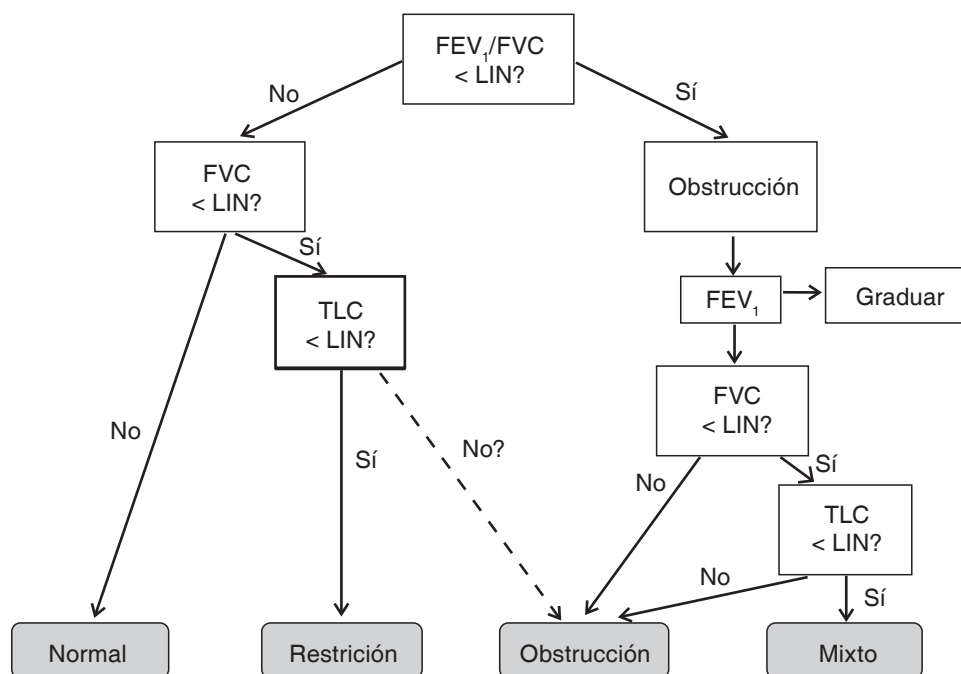 FEV₁/FVC
< LIN?
No
Sí
FVC
< LIN?
Obstrucción
Sí
TLC
< LIN?
FEV₁
Graduar
FVC
< LIN?
No
Sí
No?
No
Sí
TLC
< LIN?
No
Sí
Normal
Restrición
Obstrucción
Mixto